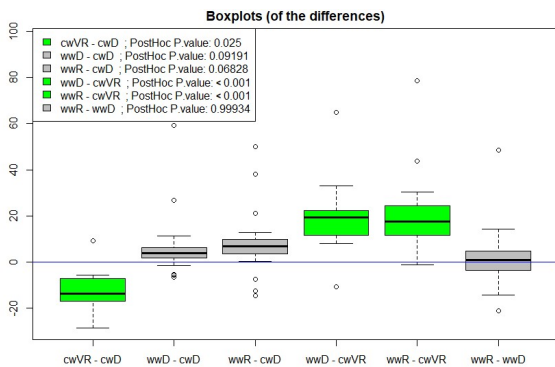 Boxplots (of the differences)
100
80
60
40
20
0
-20
cwVR - cwD ; PostHoc P.value: 0.025
wwD - cwD ; PostHoc P.value: 0.09191
wwR - cwD ; PostHoc P.value: 0.06828
wwD - cwVR ; PostHoc P.value: < 0.001
wwR - cwVR ; PostHoc P.value: < 0.001
wwR - wwD ; PostHoc P.value: 0.99934
cwVR - cwD wwD - cwD wwR - cwD wwD - cwVR wwR - cwVR wwR - wwD